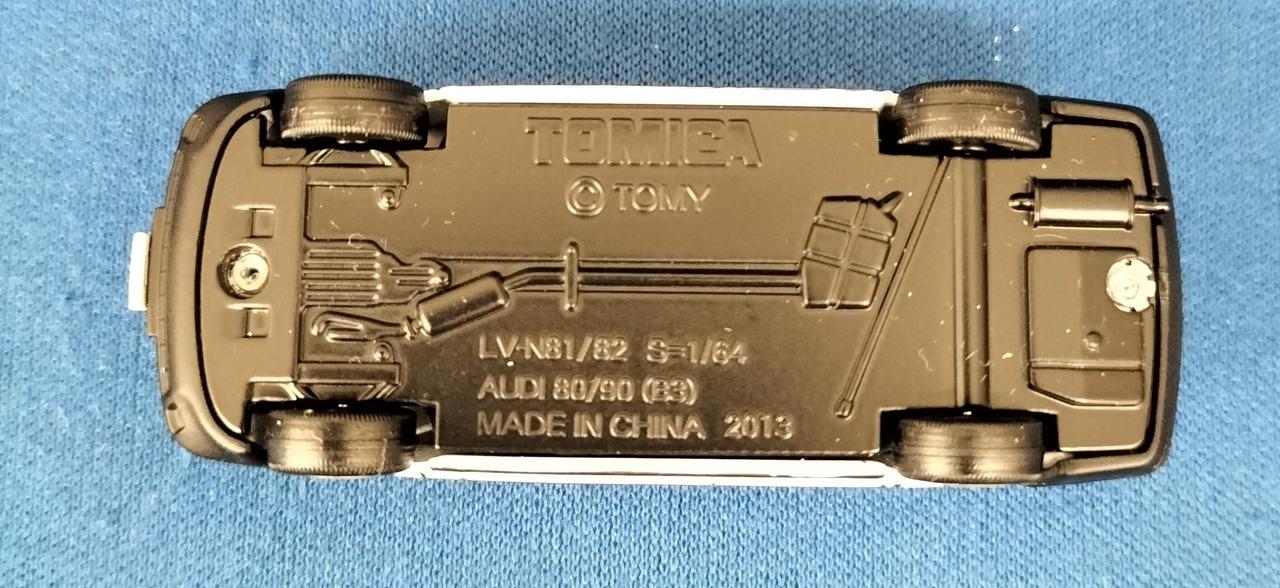 TOMICA
© TOMY
LV-N81/82 S=1/64
AUDI 80/90 (B3)
MADE IN CHINA 2013